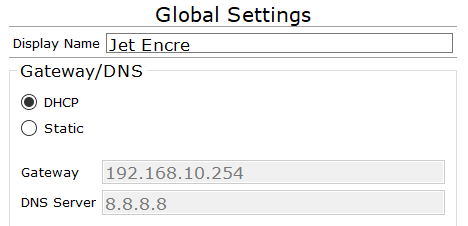 Global Settings
Display Name Jet Encre
Gateway/DNS
DHCP
Static
Gateway 192.168.10.254
DNS Server 8.8.8.8